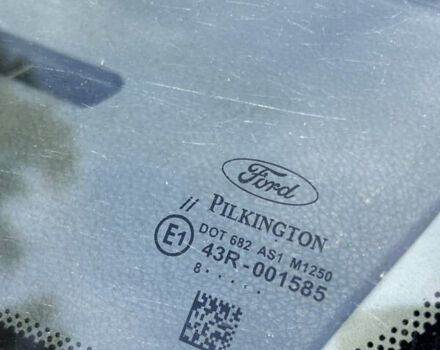 Ford
PILKINGTON
E1 DOT 682 AS1 M1250
43R-001585
8.....